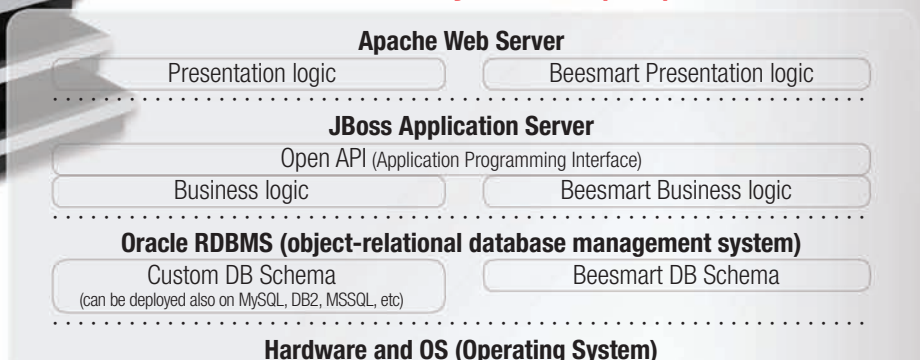 Apache Web Server
Presentation logic
Beesmart Presentation logic
JBoss Application Server
Open API (Application Programming Interface)
Business logic
Beesmart Business logic
Oracle RDBMS (object-relational database management system)
Custom DB Schema
(can be deployed also on MySQL, DB2, MSSQL, etc)
Beesmart DB Schema
Hardware and OS (Operating System)